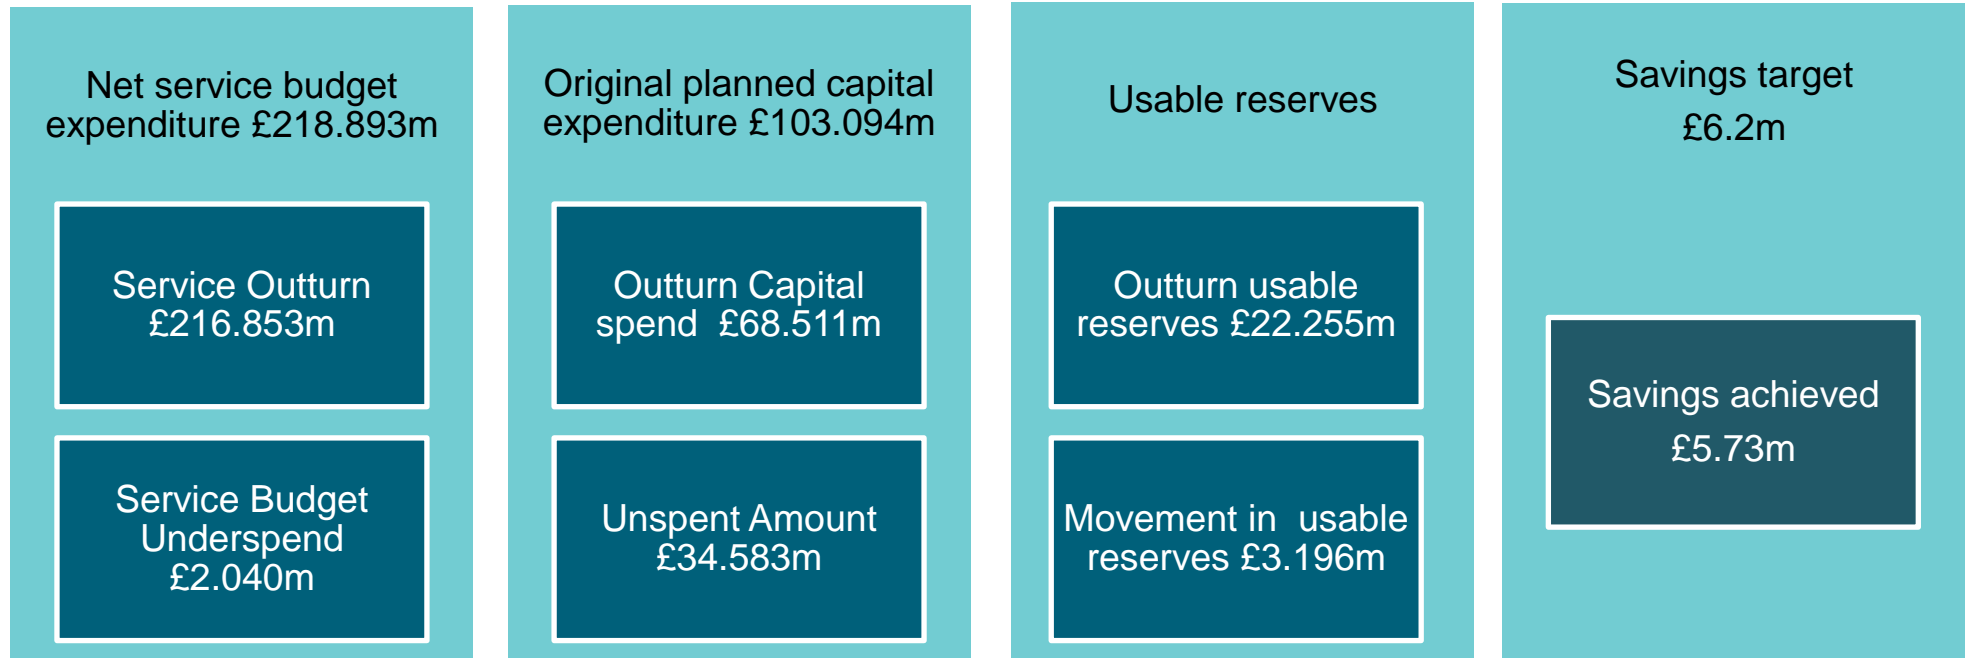 Net service budget
expenditure £218.893m
Service Outturn
£216.853m
Service Budget
Underspend
£2.040m
Original planned capital
expenditure £103.094m
Outturn Capital
spend £68.511m
Unspent Amount
£34.583m
Usable reserves
Outturn usable
reserves £22.255m
Movement in usable
reserves £3.196m
Savings target
£6.2m
Savings achieved
£5.73m